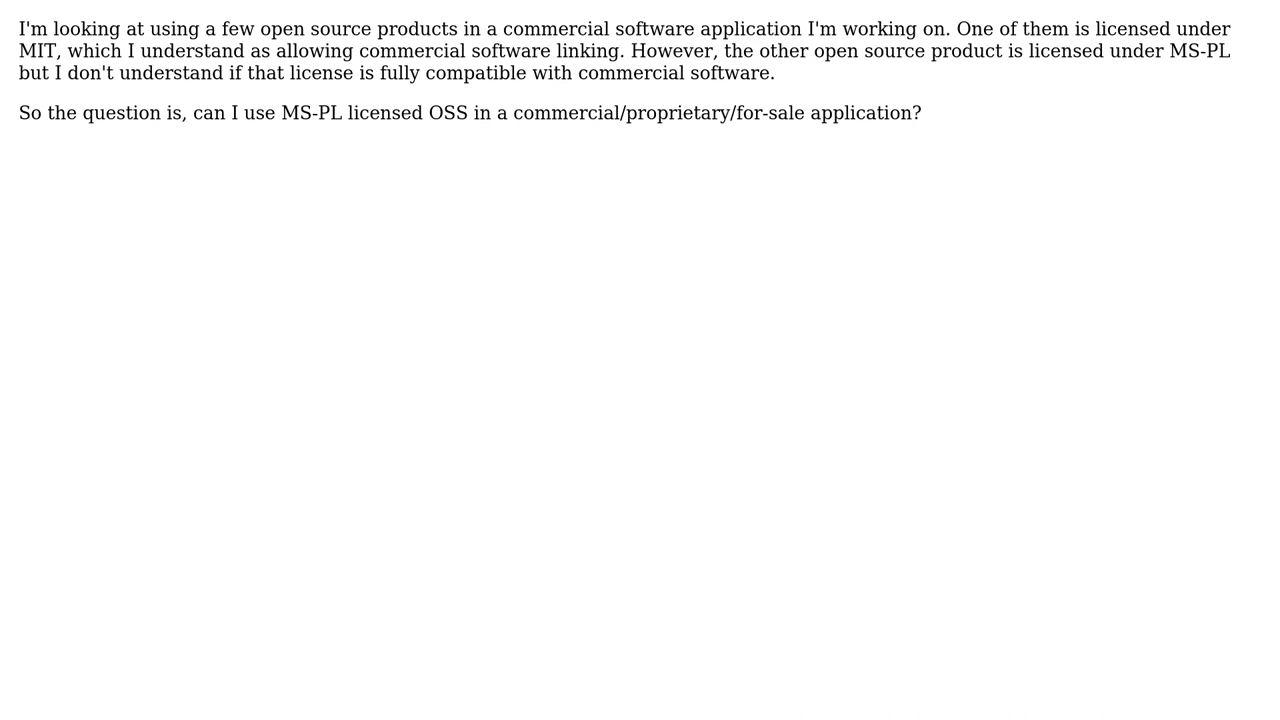 I'm looking at using a few open source products in a commercial software application I'm working on. One of them is licensed under
MIT, which I understand as allowing commercial software linking. However, the other open source product is licensed under MS-PL
but I don't understand if that license is fully compatible with commercial software.
So the question is, can I use MS-PL licensed OSS in a commercial/proprietary/for-sale application?